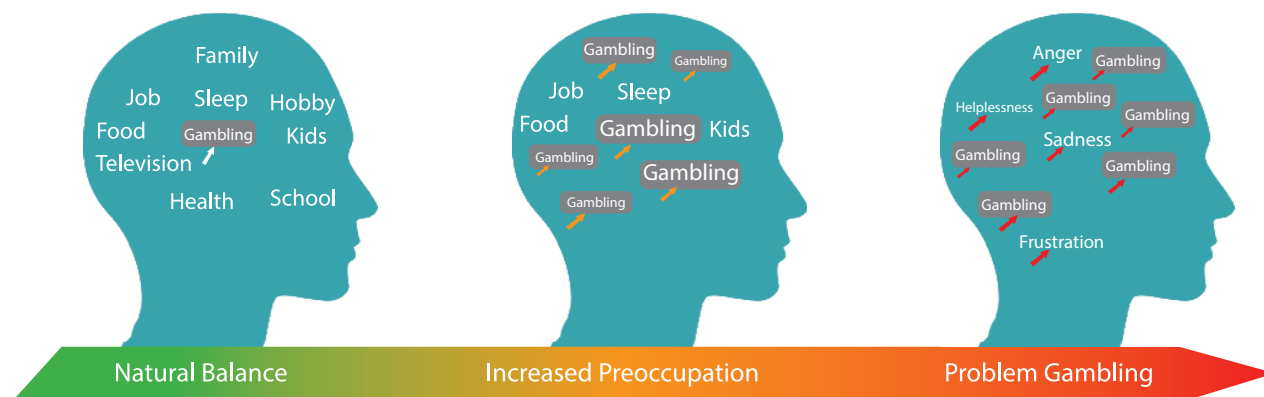 Family
Job
Sleep
Hobby
Food
Gambling
Kids
Television
Health
School
Gambling
Gambling
Job
Sleep
Food
Gambling
Kids
Gambling
Gambling
Gambling
Anger
Gambling
Gambling
Helplessness
Gambling
Sadness
Gambling
Gambling
Gambling
Frustration
Natural Balance
Increased Preoccupation
Problem Gambling